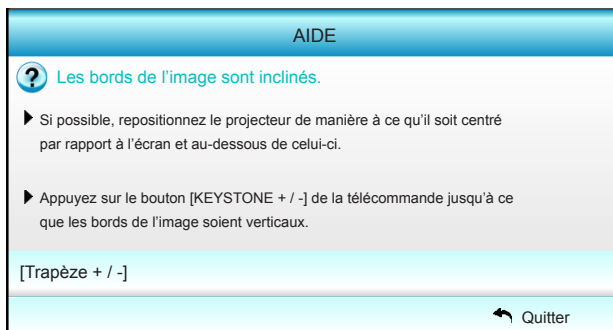 AIDE
? Les bords de l'image sont inclinés.
Si possible, repositionnez le projecteur de manière à ce qu'il soit centré
par rapport à l'écran et au-dessous de celui-ci.
Appuyez sur le bouton [KEYSTONE + / -] de la télécommande jusqu'à ce
que les bords de l'image soient verticaux.
[Trapèze + / -]
Quitter